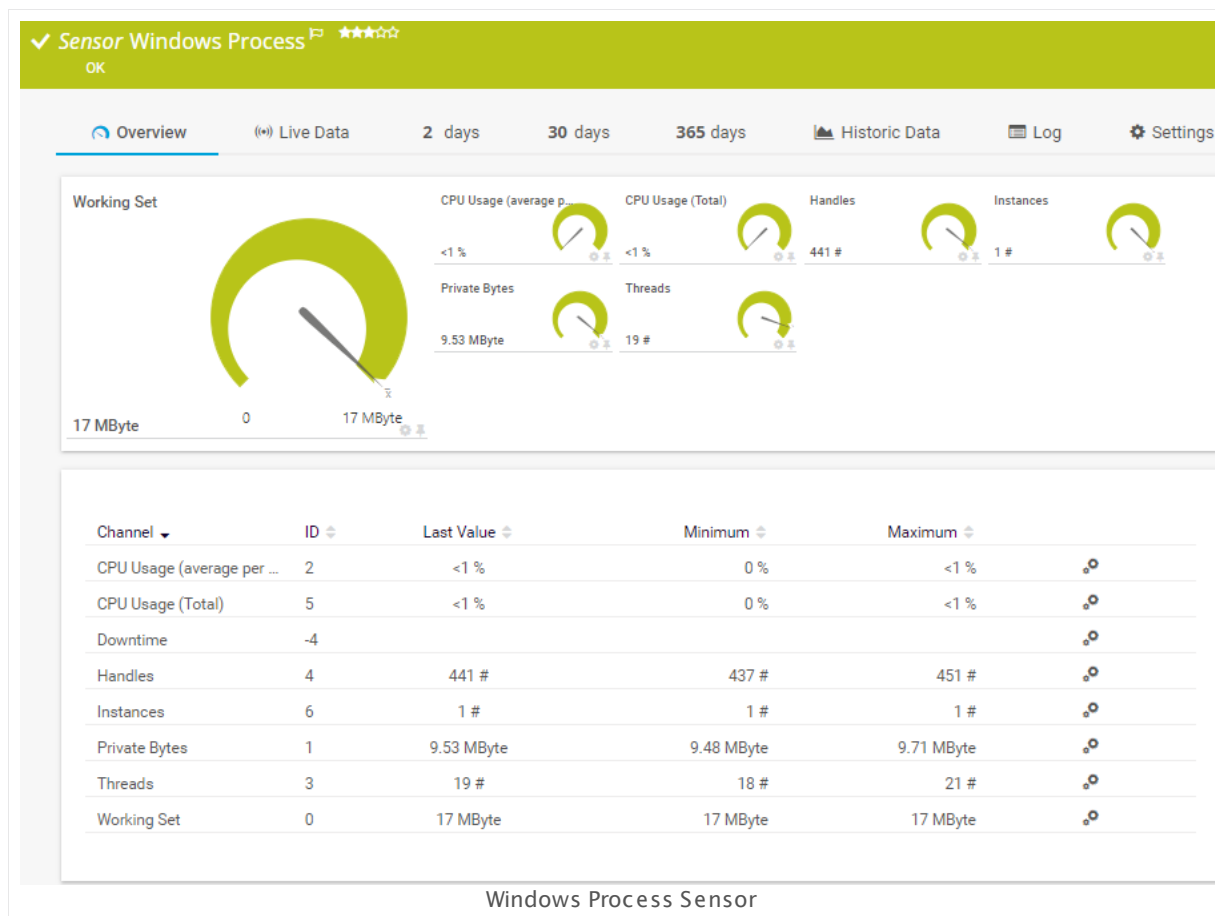 Sensor Windows Process
OK
Overview Live Data 2 days 30 days 365 days Historic Data Log Settings
Working Set
0 17 MByte
17 MByte
CPU Usage (average p...
<1 %
CPU Usage (Total)
<1 %
Handles
441 #
Instances
1 #
Private Bytes
9.53 MByte
Threads
19 #
Channel ID Last Value Minimum Maximum
CPU Usage (average per ... 2 <1 % 0 % <1 %
CPU Usage (Total) 5 <1 % 0 % <1 %
Downtime -4
Handles 4 441 # 437 # 451 #
Instances 6 1 # 1 # 1 #
Private Bytes 1 9.53 MByte 9.48 MByte 9.71 MByte
Threads 3 19 # 18 # 21 #
Working Set 0 17 MByte 17 MByte 17 MByte
Windows Process Sensor